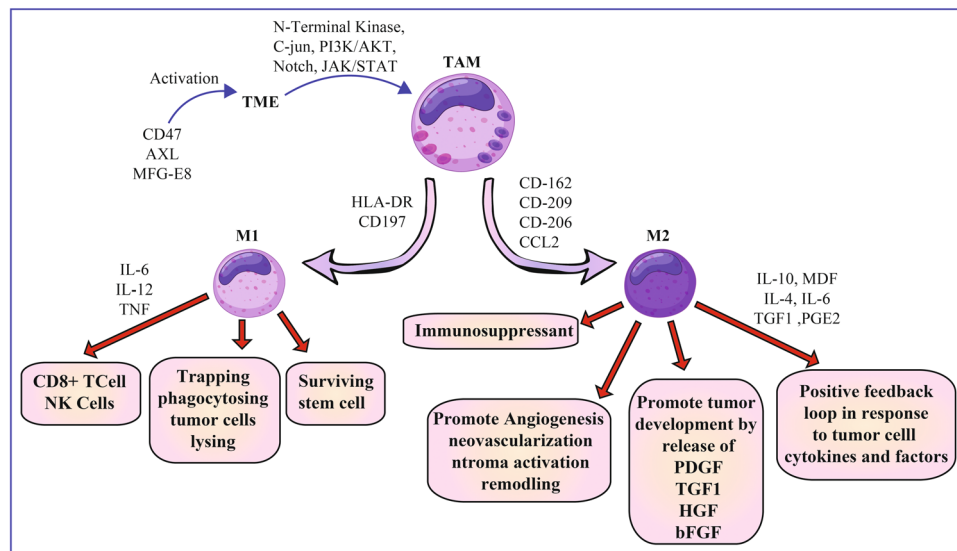 N-Terminal Kinase,
C-jun, PI3K/AKT,
Notch, JAK/STAT
TAM
Activation
TME
CD47
AXL
MFG-E8
HLA-DR
CD197
CD-162
CD-209
CD-206
CCL2
M1
M2
IL-6
IL-12
TNF
IL-10, MDF
IL-4, IL-6
TGF1 ,PGE2
Immunosuppressant
CD8+ TCell
NK Cells
Trapping
phagocytosing
tumor cells
lysing
Surviving
stem cell
Promote Angiogenesis
neovascularization
ntroma activation
remodling
Promote tumor
development by
release of
PDGF
TGF1
HGF
bFGF
Positive feedback
loop in response
to tumor celll
cytokines and factors